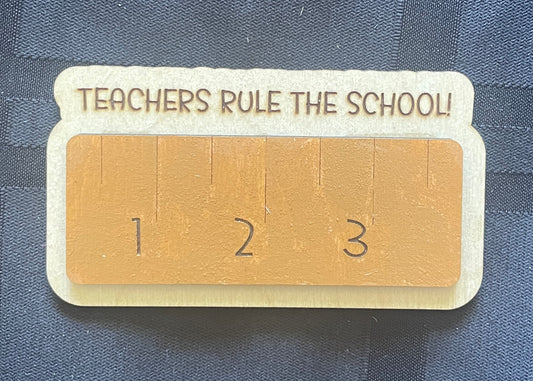 TEACHERS RULE THE SCHOOL!
1 2 3